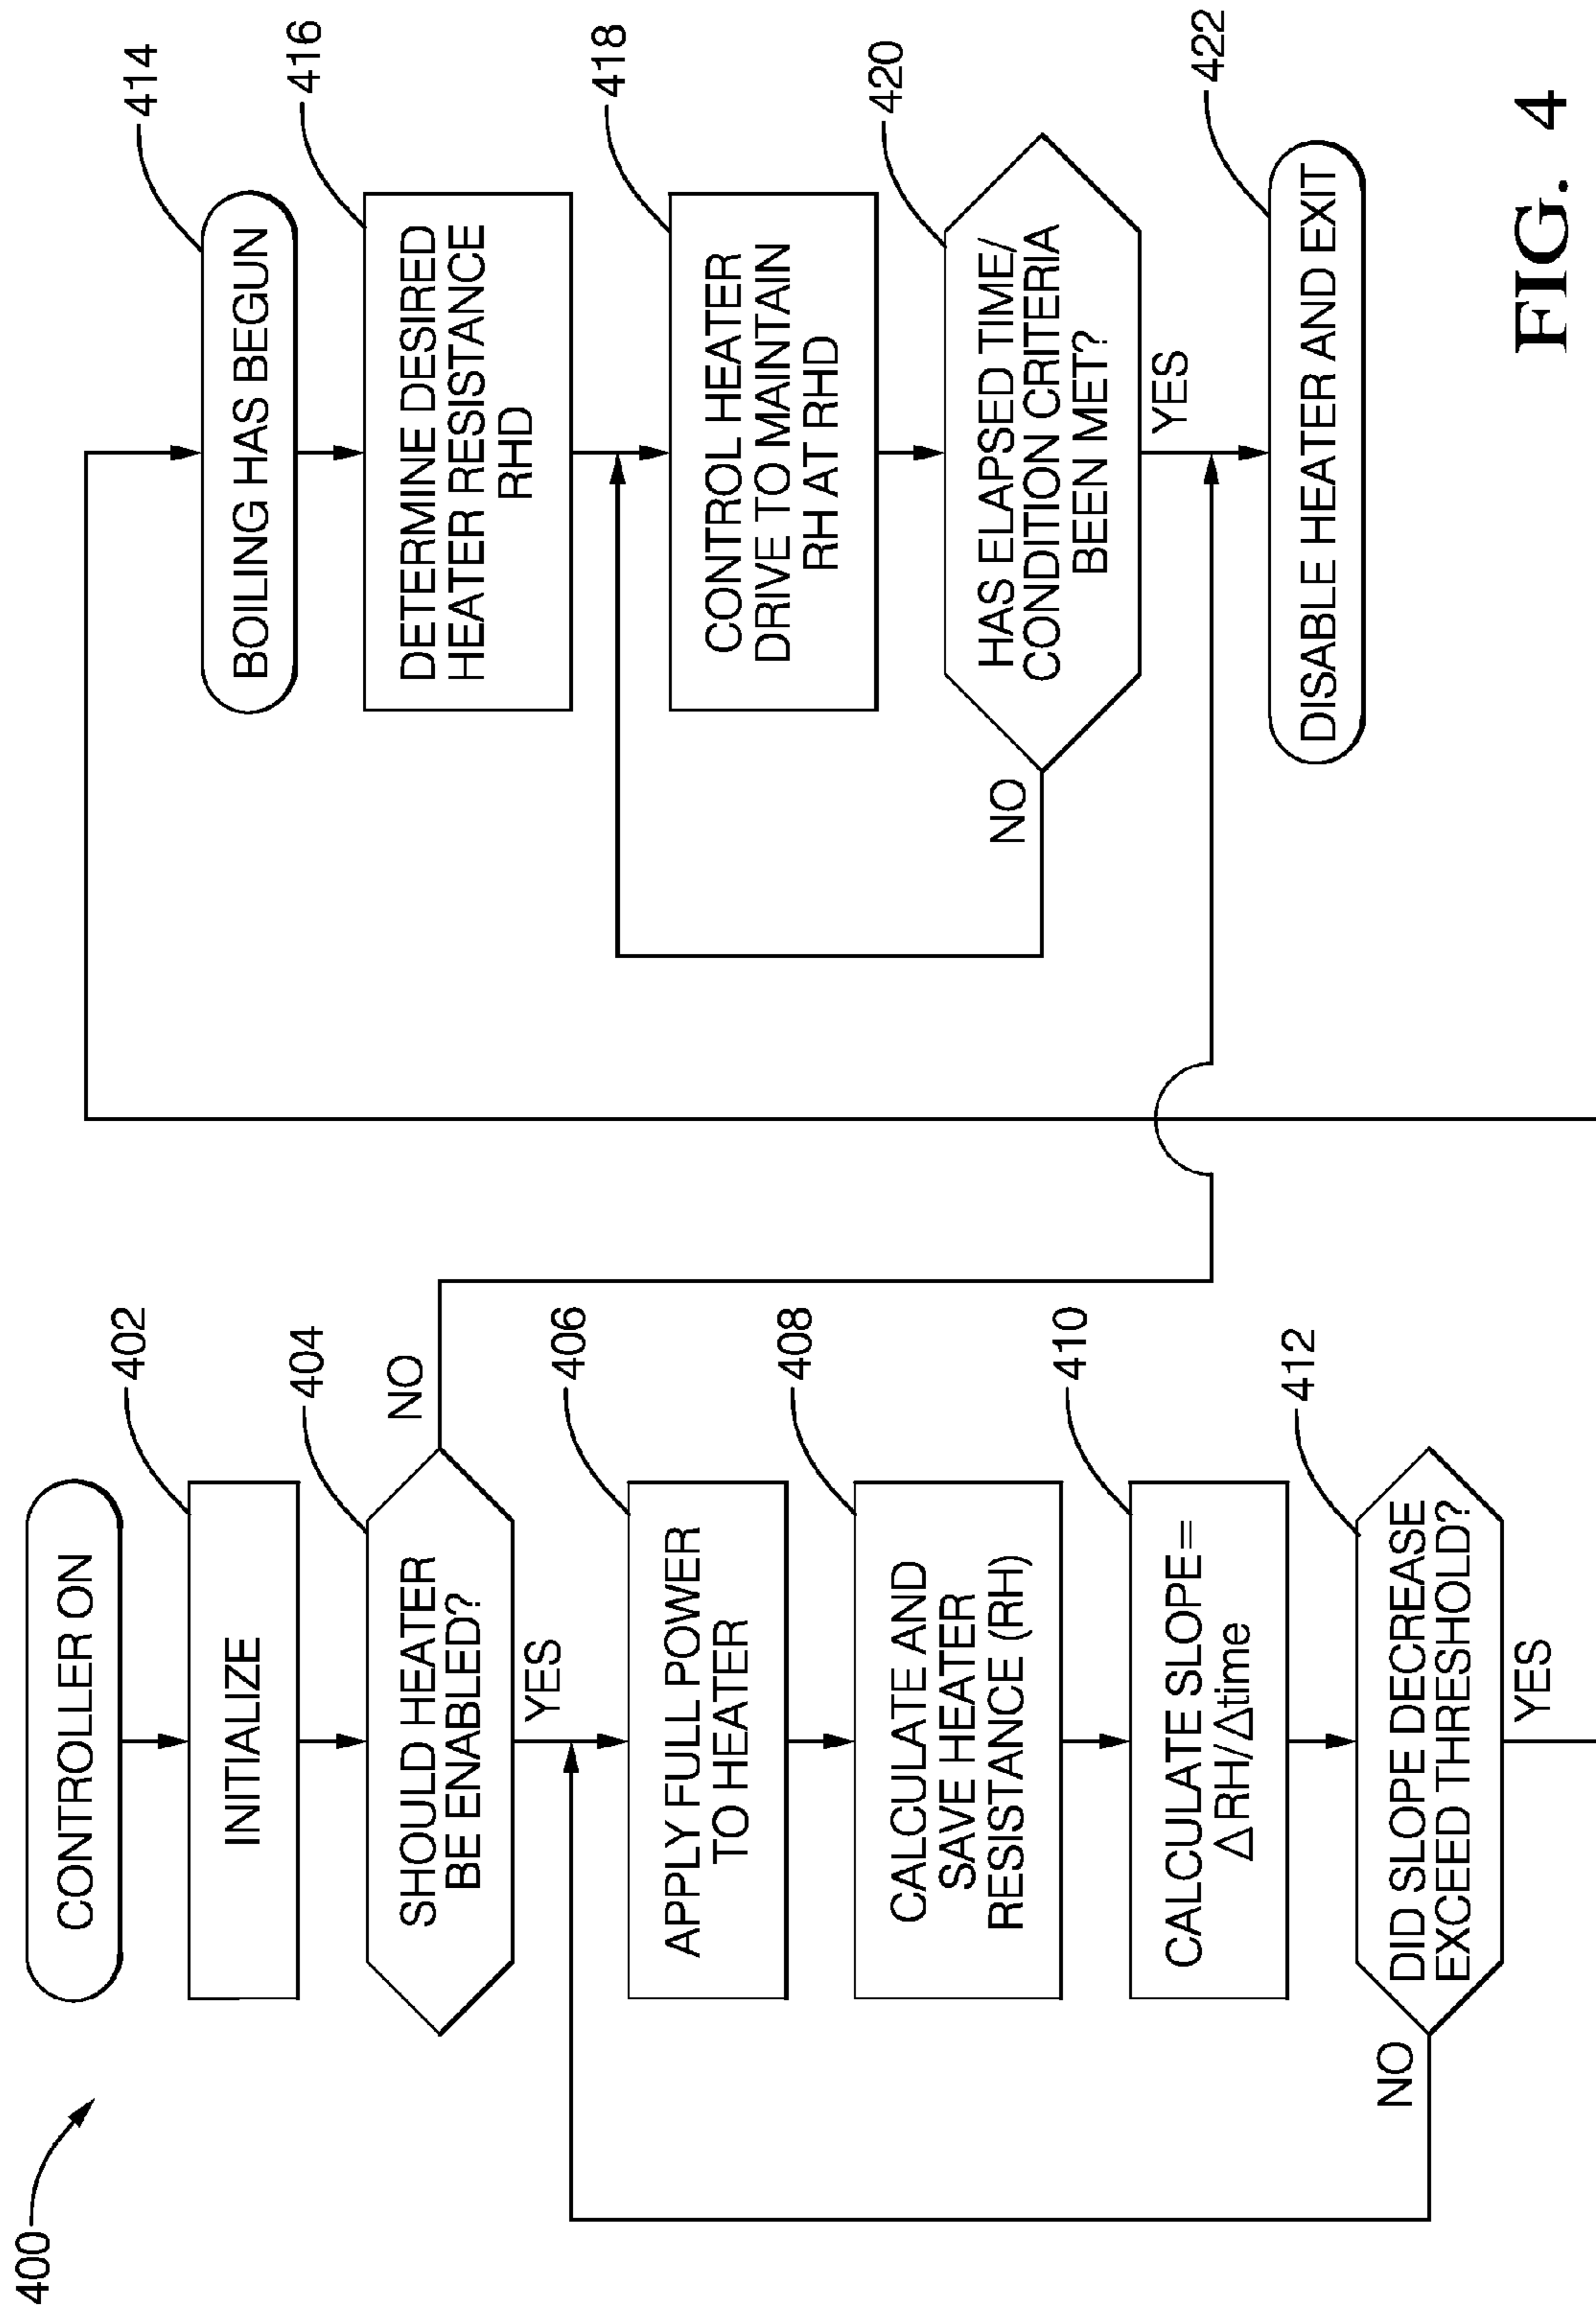 400
CONTROLLER ON
402
INITIALIZE
404
SHOULD HEATER
BE ENABLED?
NO
YES
406
APPLY FULL POWER
TO HEATER
408
CALCULATE AND
SAVE HEATER
RESISTANCE (RH)
410
CALCULATE SLOPE=
ΔRH/Δtime
412
DID SLOPE DECREASE
EXCEED THRESHOLD?
NO
YES
414
BOILING HAS BEGUN
416
DETERMINE DESIRED
HEATER RESISTANCE
RHD
418
CONTROL HEATER
DRIVE TO MAINTAIN
RH AT RHD
420
HAS ELAPSED TIME/
CONDITION CRITERIA
BEEN MET?
NO
YES
422
DISABLE HEATER AND EXIT
FIG. 4